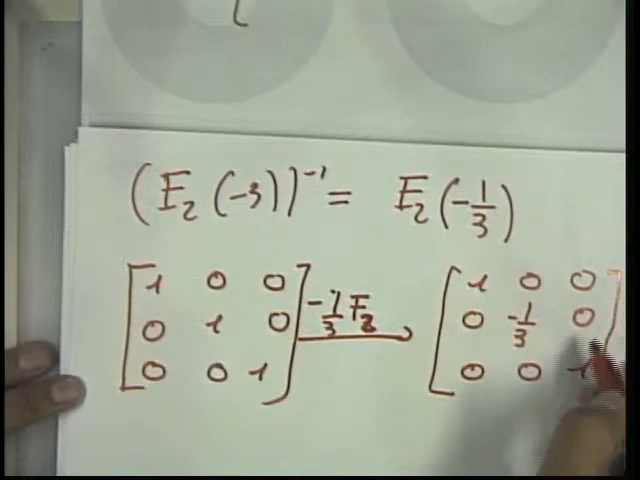 (E₂(-3))⁻¹ = E₂(-1/3)
[1 0 0; 0 1 0; 0 0 1] -1/3 F₂ → [1 0 0; 0 -1/3 0; 0 0 1]